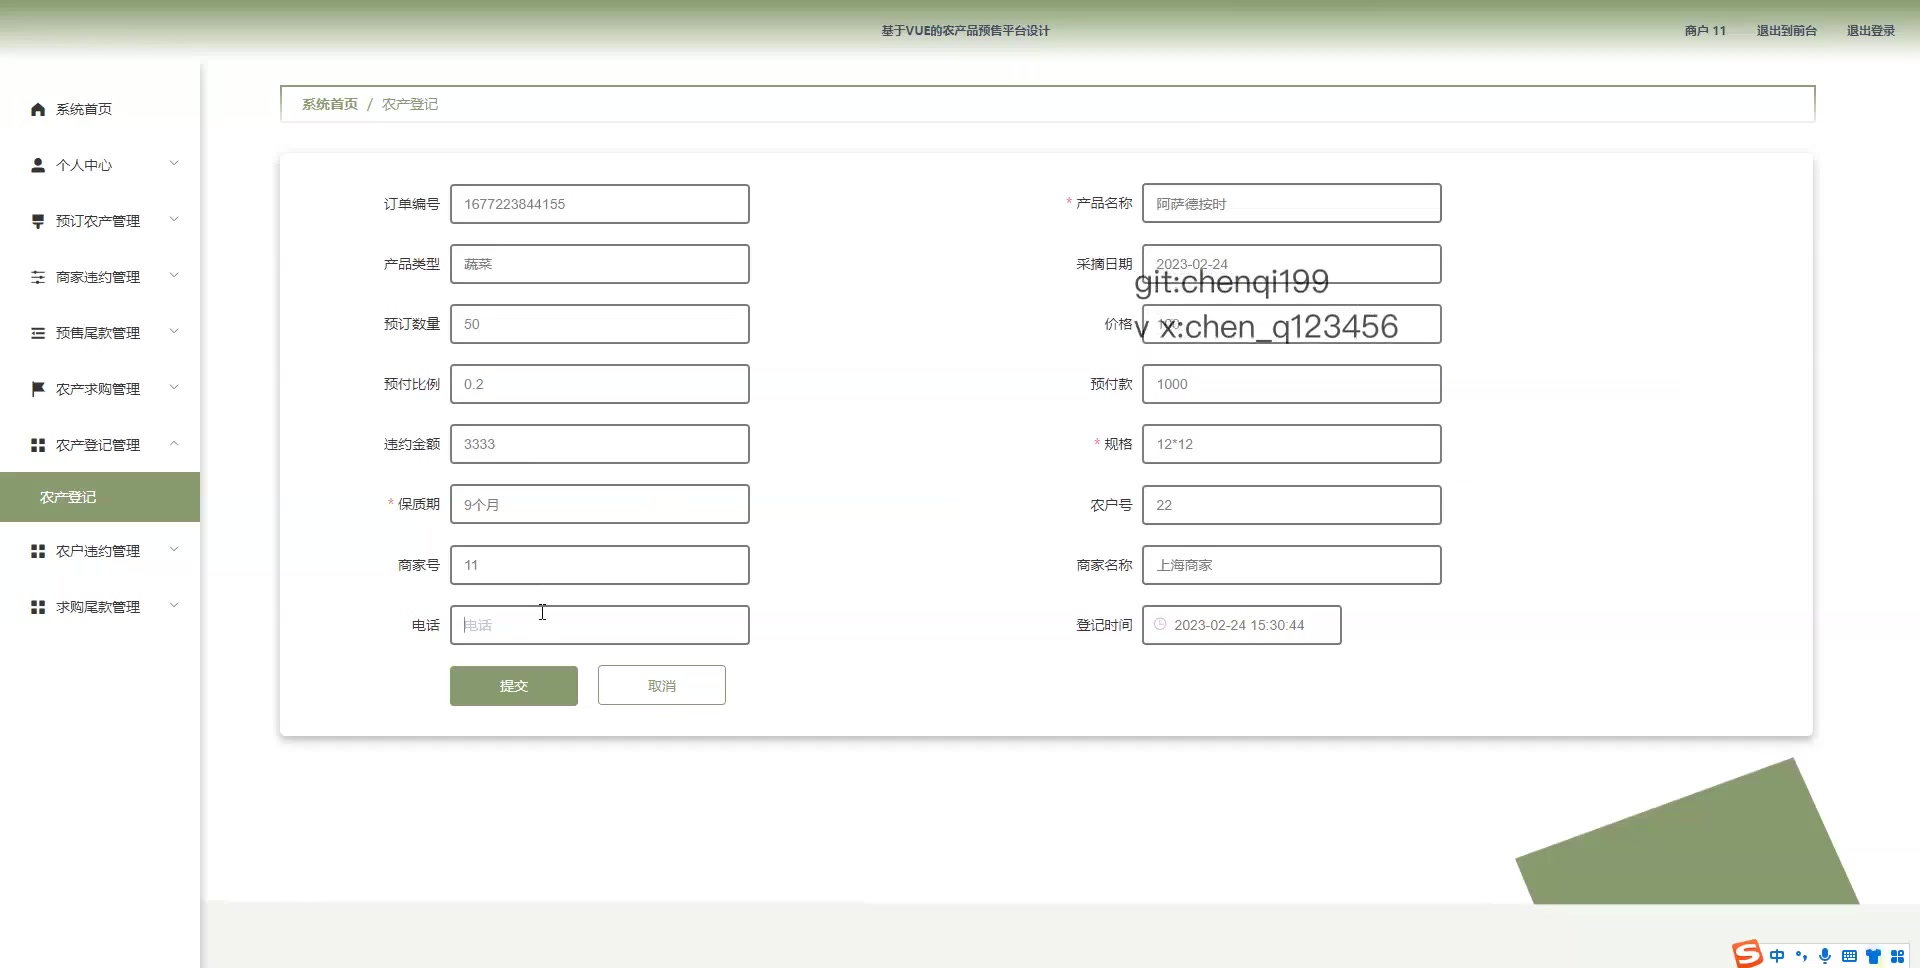 基于VUE的农产品预售平台设计
商户 11
退出到前台
退出登录
系统首页
个人中心
预订农产管理
商家违约管理
预售尾款管理
农产求购管理
农产登记管理
农产登记
农户违约管理
求购尾款管理
系统首页 / 农产登记
订单编号 1677223844155
* 产品名称 阿萨德按时
产品类型 蔬菜
采摘日期 2023-02-24
git:chenqi199
预订数量 50
价格
v x:chen_q123456
预付比例 0.2
预付款 1000
违约金额 3333
* 规格 12*12
* 保质期 9个月
农户号 22
商家号 11
商家名称 上海商家
电话 电话
登记时间 2023-02-24 15:30:44
提交
取消
S 中